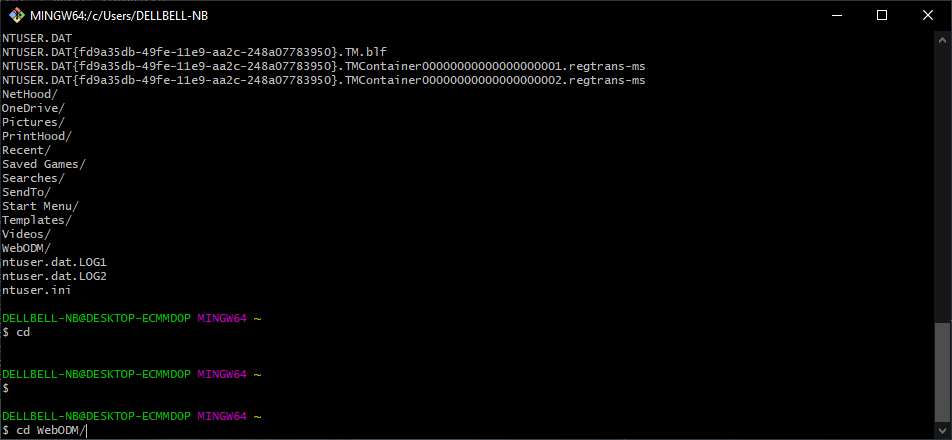 MINGW64:/c/Users/DELLBELL-NB
NTUSER.DAT
NTUSER.DAT{fd9a35db-49fe-11e9-aa2c-248a07783950}.TM.blf
NTUSER.DAT{fd9a35db-49fe-11e9-aa2c-248a07783950}.TMContainer00000000000000000001.regtrans-ms
NTUSER.DAT{fd9a35db-49fe-11e9-aa2c-248a07783950}.TMContainer00000000000000000002.regtrans-ms
NetHood/
OneDrive/
Pictures/
PrintHood/
Recent/
Saved Games/
Searches/
SendTo/
Start Menu/
Templates/
Videos/
WebODM/
ntuser.dat.LOG1
ntuser.dat.LOG2
ntuser.ini
DELLBELL-NB@DESKTOP-ECMMDOP MINGW64 ~
$ cd
DELLBELL-NB@DESKTOP-ECMMDOP MINGW64 ~
$
DELLBELL-NB@DESKTOP-ECMMDOP MINGW64 ~
$ cd WebODM/